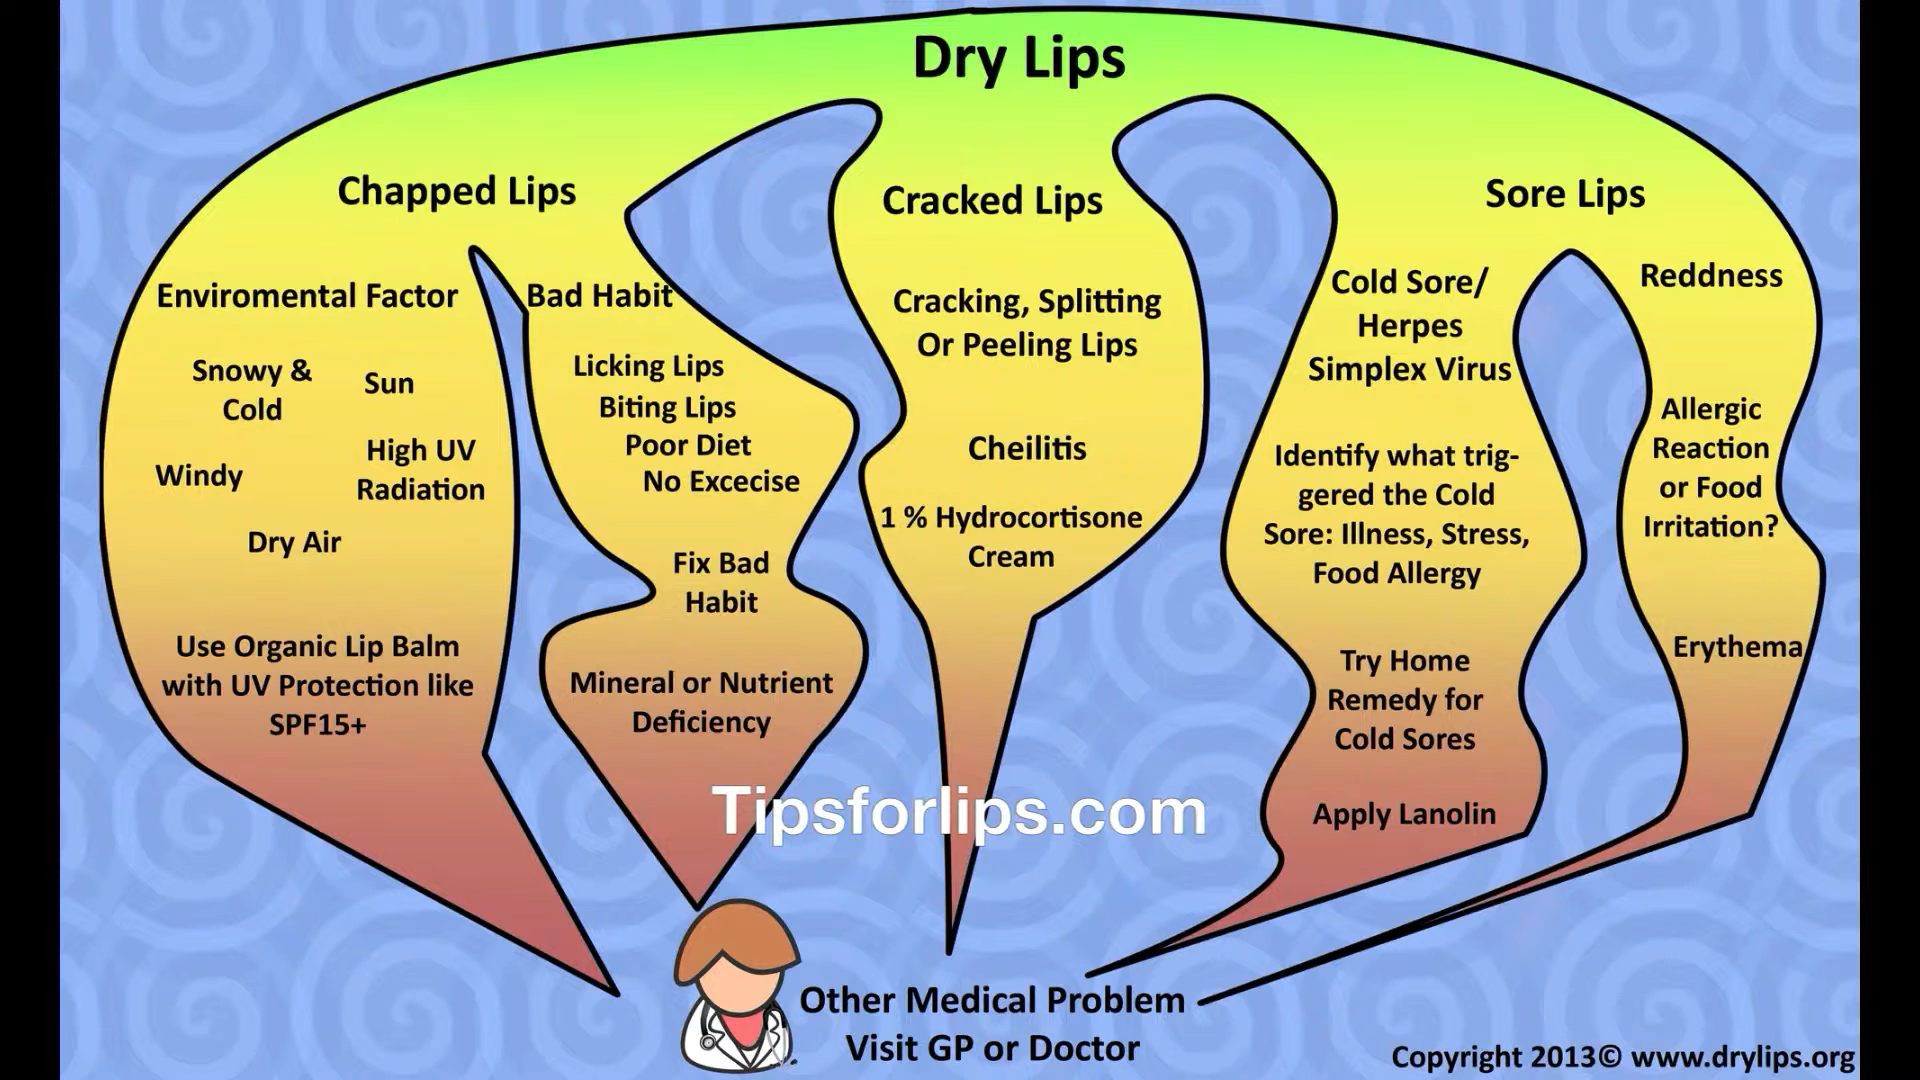 Dry Lips
Chapped Lips
Enviromental Factor
Snowy &
Cold
Sun
Windy
High UV
Radiation
Dry Air
Use Organic Lip Balm
with UV Protection like
SPF15+
Bad Habit
Licking Lips
Biting Lips
Poor Diet
No Excecise
Fix Bad
Habit
Mineral or Nutrient
Deficiency
Cracked Lips
Cracking, Splitting
Or Peeling Lips
Cheilitis
1 % Hydrocortisone
Cream
Sore Lips
Cold Sore/
Herpes
Simplex Virus
Identify what trig-
gered the Cold
Sore: Illness, Stress,
Food Allergy
Try Home
Remedy for
Cold Sores
Apply Lanolin
Reddness
Allergic
Reaction
or Food
Irritation?
Erythema
Tipsforlips.com
Other Medical Problem
Visit GP or Doctor
Copyright 2013© www.drylips.org